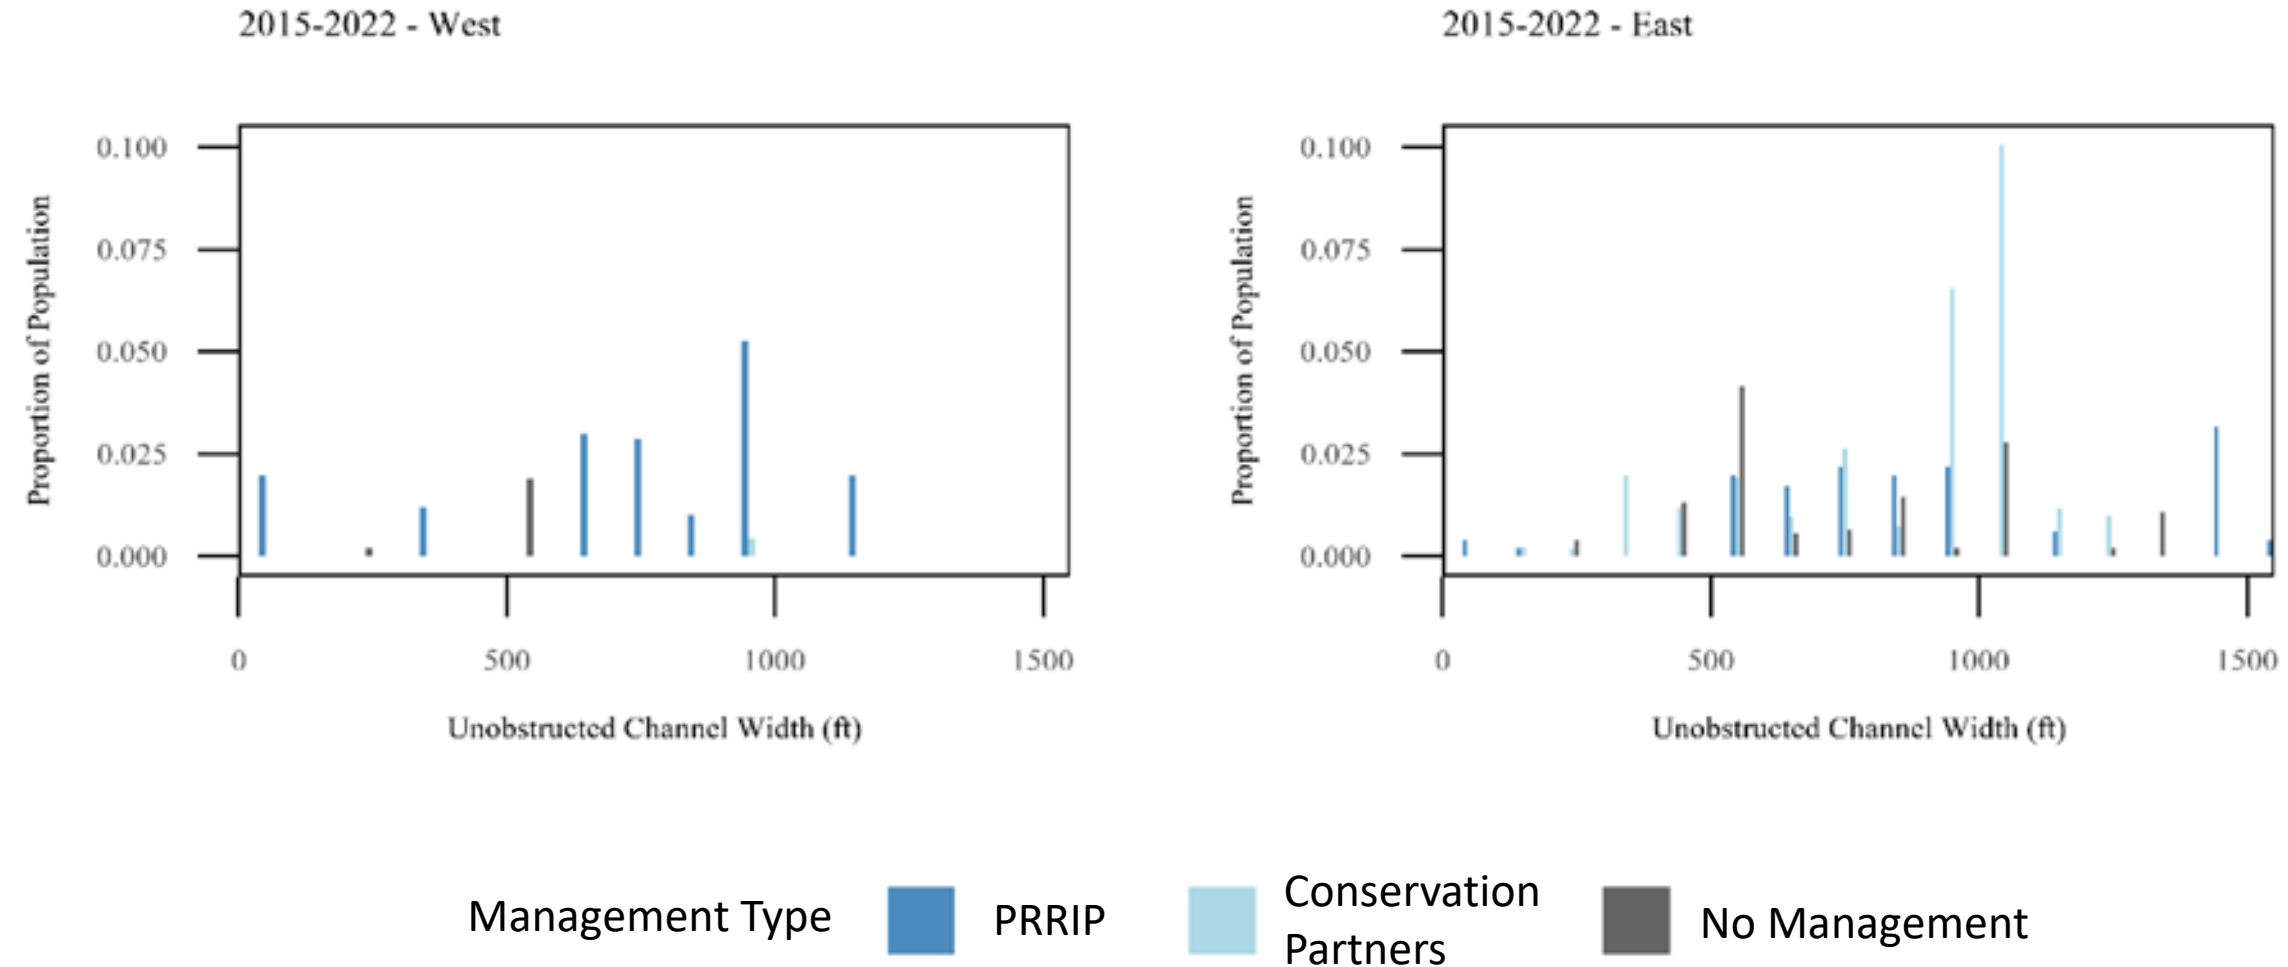 2015-2022 - West
0.100
0.075
0.050
0.025
0.000
Proportion of Population
0 500 1000 1500
Unobstructed Channel Width (ft)
2015-2022 - East
0.100
0.075
0.050
0.025
0.000
Proportion of Population
0 500 1000 1500
Unobstructed Channel Width (ft)
Management Type
PRRIP
Conservation
Partners
No Management